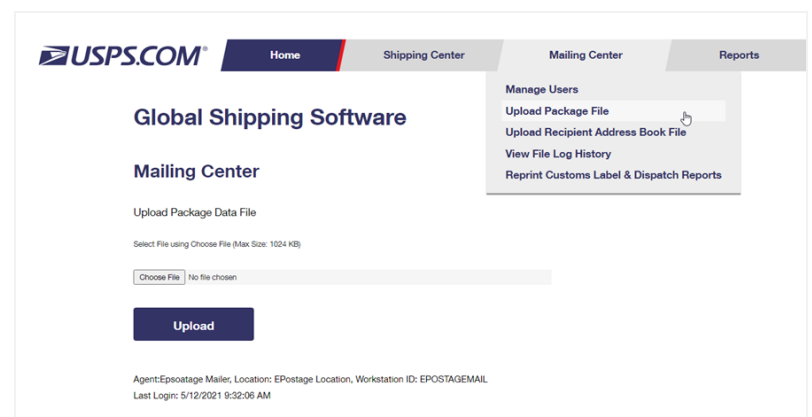 USPS.COM®
Home
Shipping Center
Mailing Center
Reports
Manage Users
Upload Package File
Upload Recipient Address Book File
View File Log History
Reprint Customs Label & Dispatch Reports
Global Shipping Software
Mailing Center
Upload Package Data File
Select File using Choose File (Max Size: 1024 KB)
Choose File No file chosen
Upload
Agent:Epsoatage Mailer, Location: EPostage Location, Workstation ID: EPOSTAGEMAIL
Last Login: 5/12/2021 9:32:06 AM